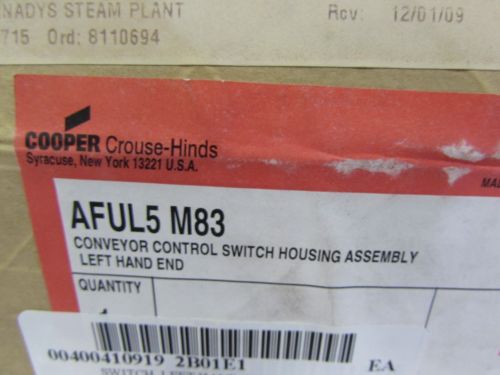 NADYS STEAM PLANT Rcv: 12/01/09
715 Ord: 8110694
COOPER Crouse-Hinds
Syracuse, New York 13221 U.S.A.
AFUL5 M83
CONVEYOR CONTROL SWITCH HOUSING ASSEMBLY
LEFT HAND END
QUANTITY
00400410919 2B01E1 EA